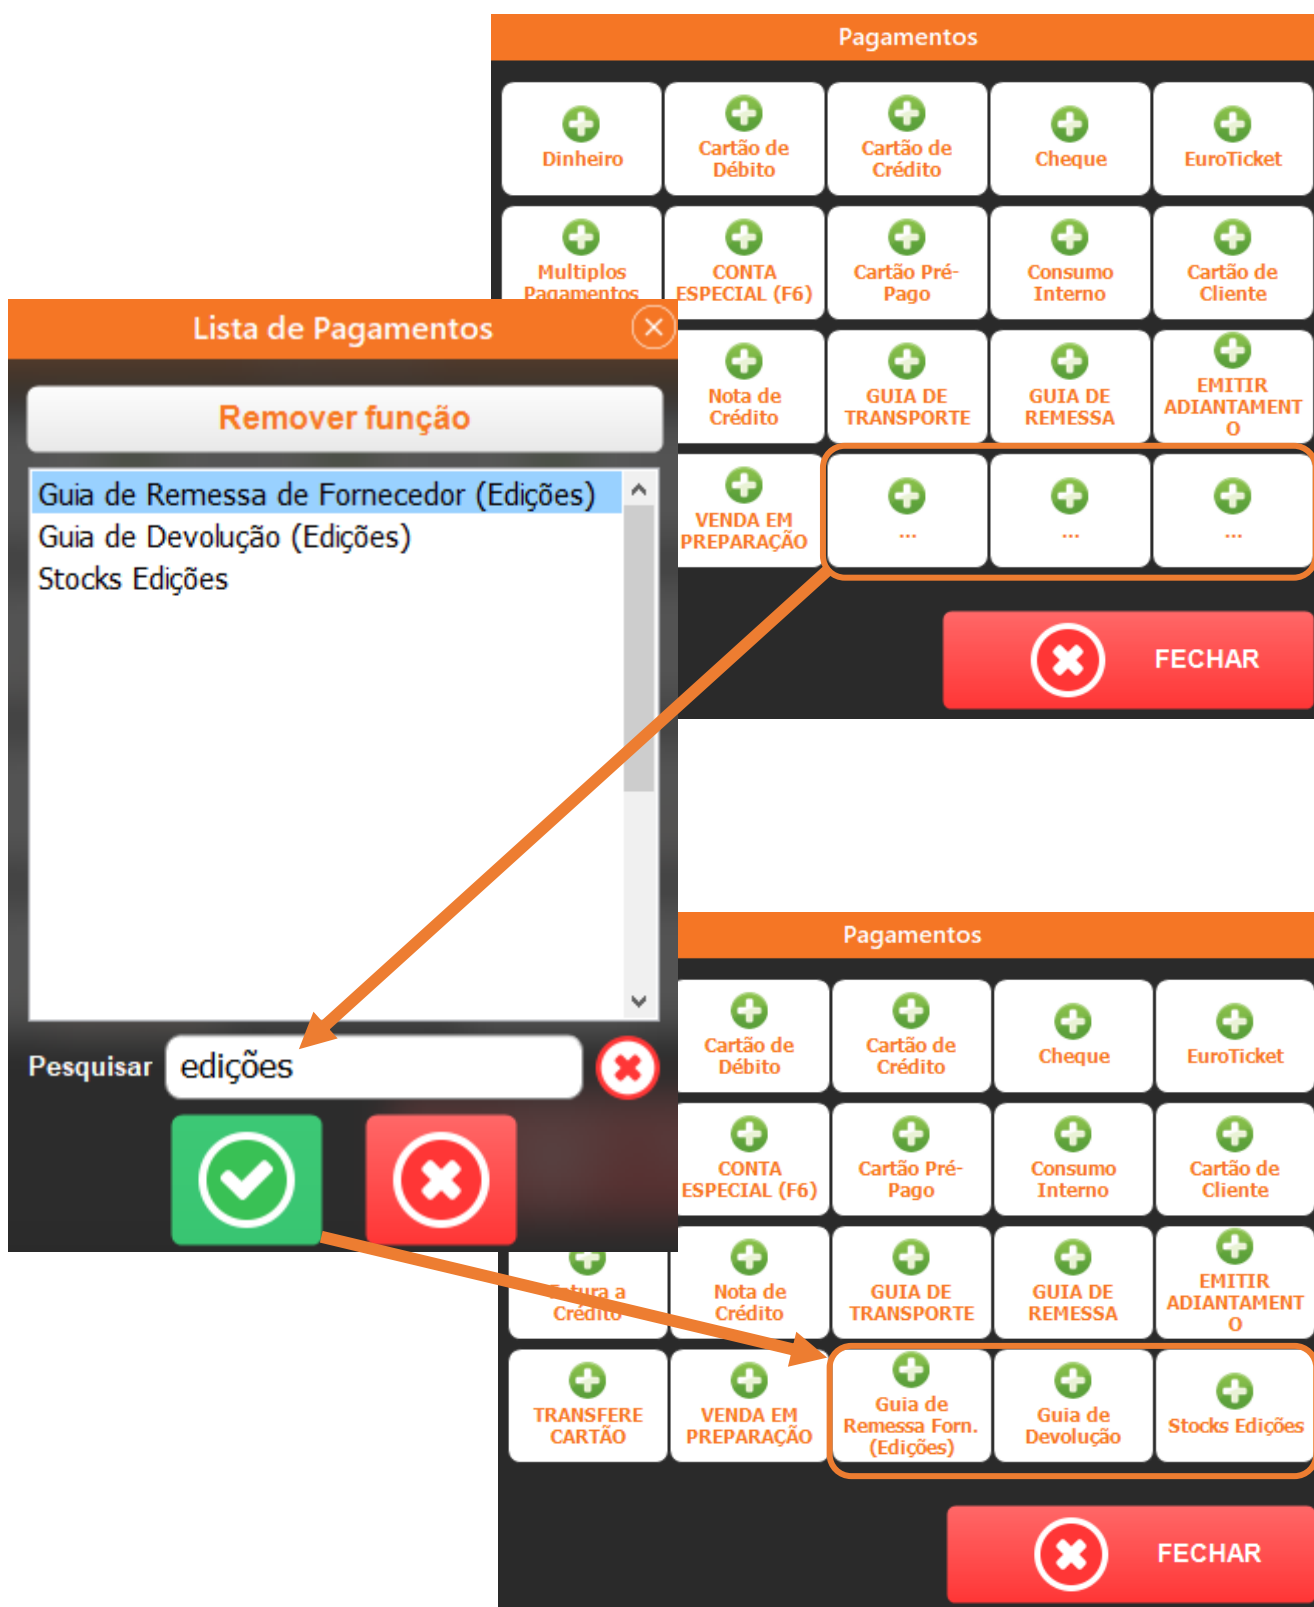 Pagamentos
Dinheiro
Cartão de
Débito
Cartão de
Crédito
Cheque
EuroTicket
Multiplos
Pagamentos
CONTA
ESPECIAL (F6)
Cartão Pré-
Pago
Consumo
Interno
Cartão de
Cliente
Nota de
Crédito
GUIA DE
TRANSPORTE
GUIA DE
REMESSA
EMITIR
ADIANTAMENT
O
VENDA EM
PREPARAÇÃO
...
...
...
FECHAR
Lista de Pagamentos
Remover função
Guia de Remessa de Fornecedor (Edições)
Guia de Devolução (Edições)
Stocks Edições
Pesquisar edições
Pagamentos
Cartão de
Débito
Cartão de
Crédito
Cheque
EuroTicket
CONTA
ESPECIAL (F6)
Cartão Pré-
Pago
Consumo
Interno
Cartão de
Cliente
a
Crédito
Nota de
Crédito
GUIA DE
TRANSPORTE
GUIA DE
REMESSA
EMITIR
ADIANTAMENT
O
TRANSFERE
CARTÃO
VENDA EM
PREPARAÇÃO
Guia de
Remessa Forn.
(Edições)
Guia de
Devolução
Stocks Edições
FECHAR